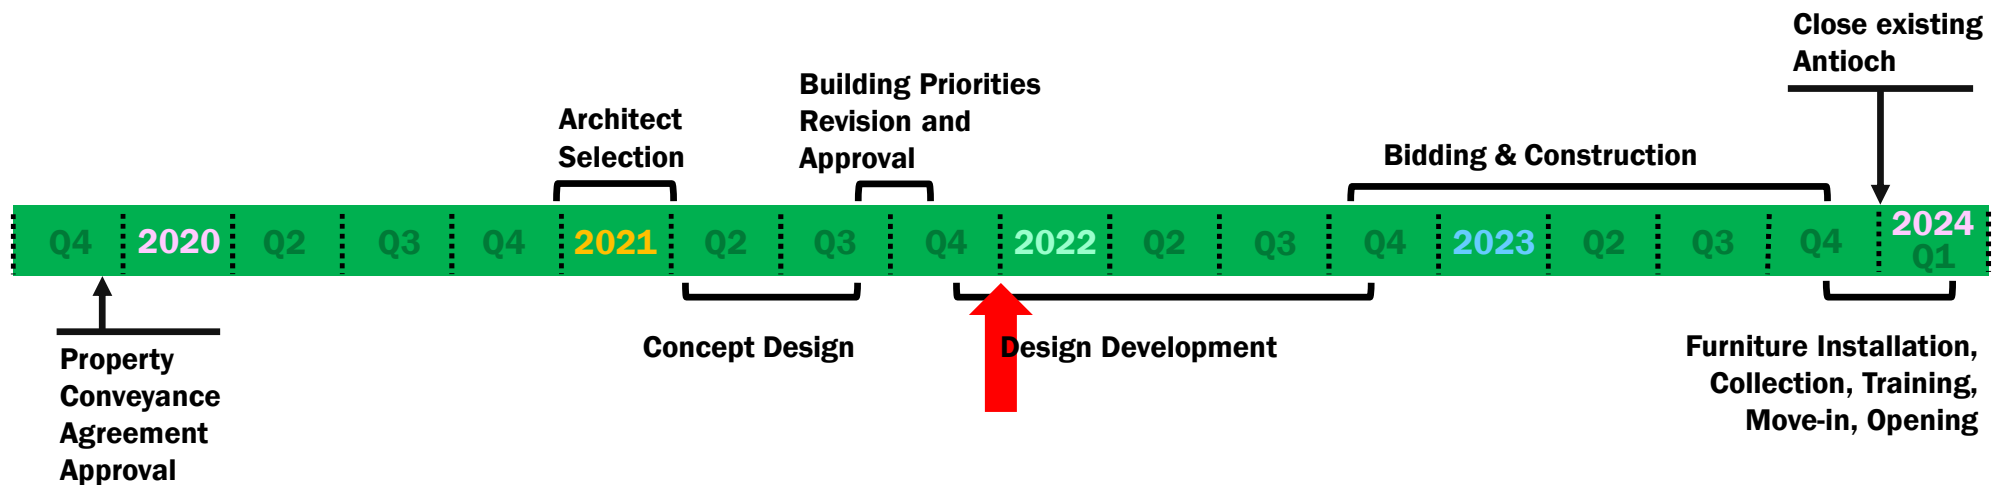 Close existing
Antioch
Building Priorities
Revision and
Approval
Architect
Selection
Bidding & Construction
Q4 2020 Q2 Q3 Q4 2021 Q2 Q3 Q4 2022 Q2 Q3 Q4 2023 Q2 Q3 Q4 2024
Q1
Property
Conveyance
Agreement
Approval
Concept Design
Design Development
Furniture Installation,
Collection, Training,
Move-in, Opening